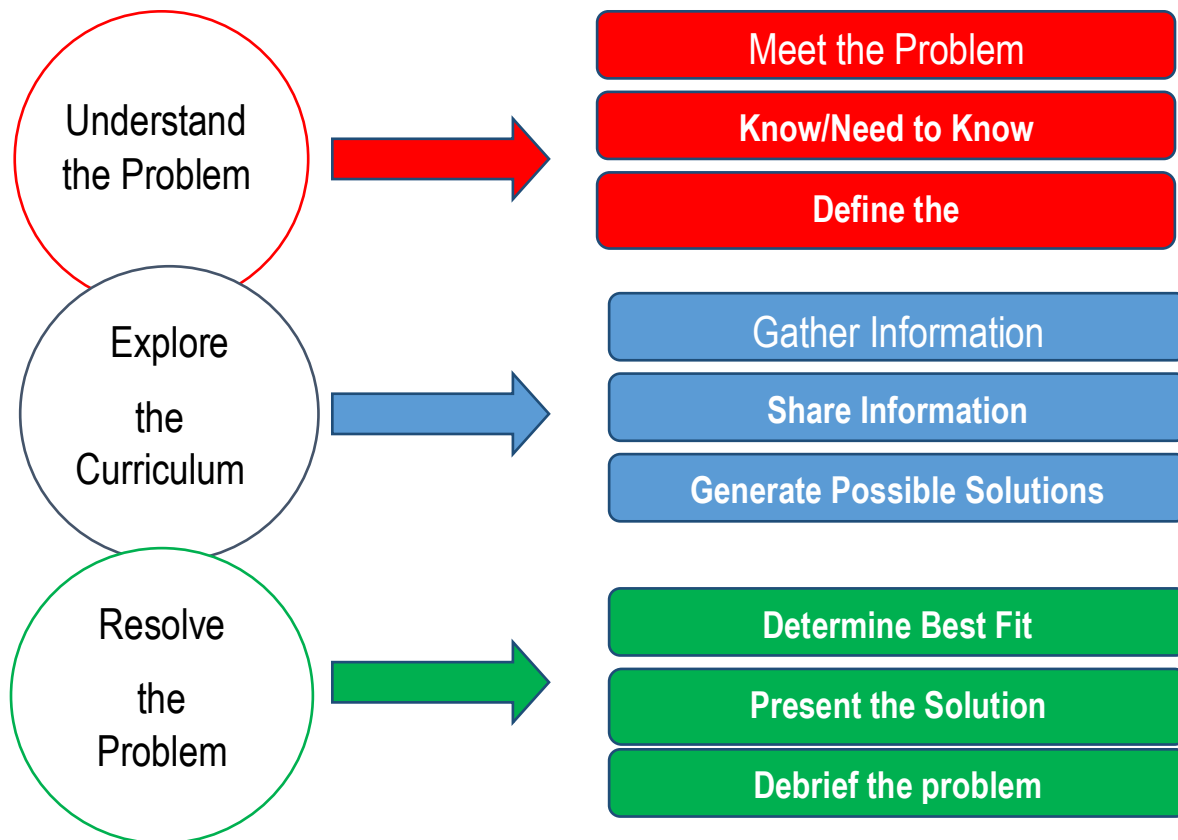 Understand
the Problem
Meet the Problem
Know/Need to Know
Define the
Explore
the
Curriculum
Gather Information
Share Information
Generate Possible Solutions
Resolve
the
Problem
Determine Best Fit
Present the Solution
Debrief the problem